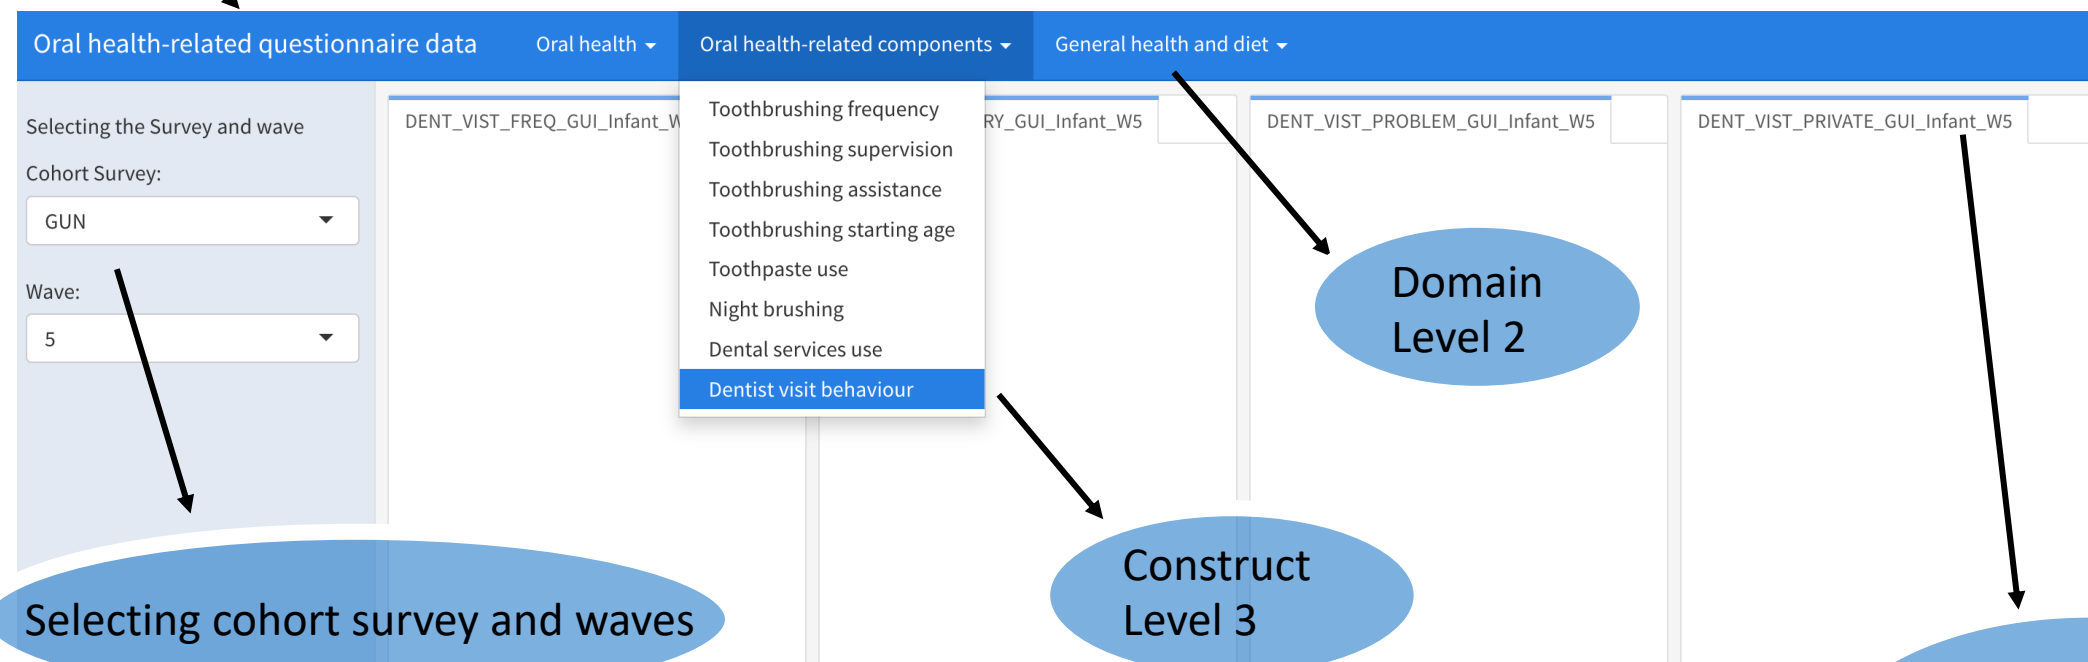 Oral health-related questionnaire data
Oral health
Oral health-related components
General health and diet
Selecting the Survey and wave
Cohort Survey:
GUN
Wave:
5
DENT_VIST_FREQ_GUI_Infant_W
RY_GUI_Infant_W5
DENT_VIST_PROBLEM_GUI_Infant_W5
DENT_VIST_PRIVATE_GUI_Infant_W5
Toothbrushing frequency
Toothbrushing supervision
Toothbrushing assistance
Toothbrushing starting age
Toothpaste use
Night brushing
Dental services use
Dentist visit behaviour
Domain
Level 2
Construct
Level 3
Selecting cohort survey and waves